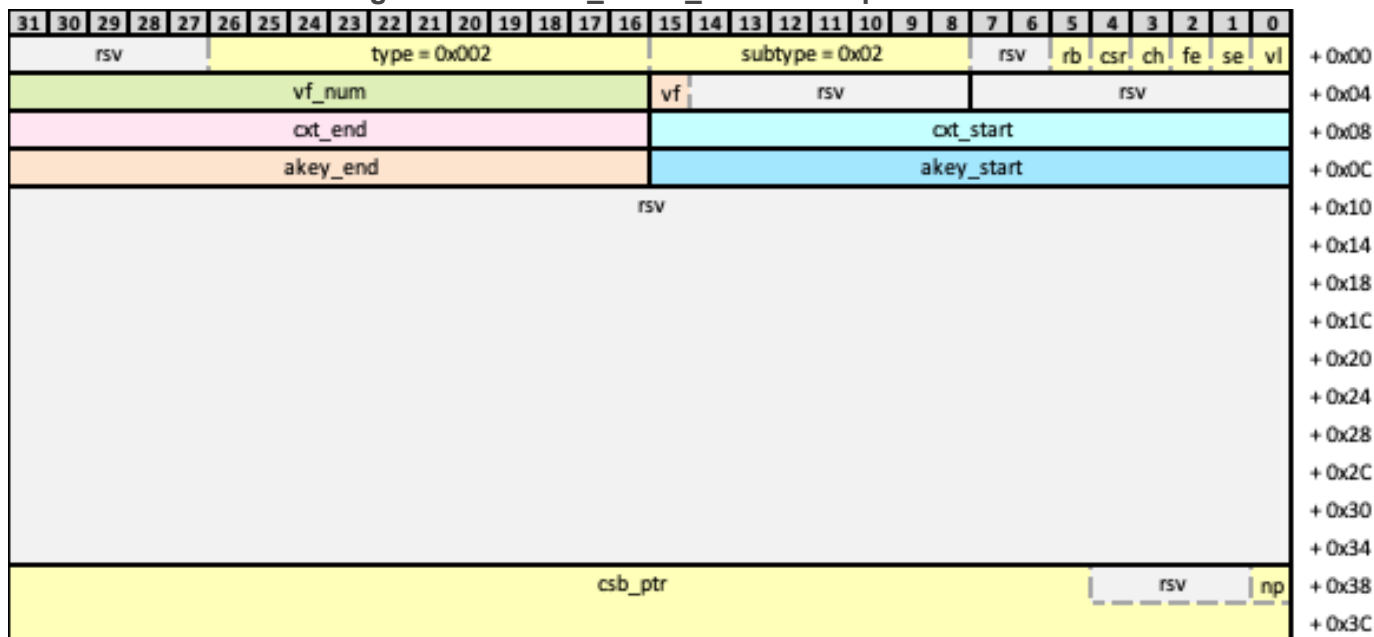 31 30 29 28 27 26 25 24 23 22 21 20 19 18 17 16 15 14 13 12 11 10 9 8 7 6 5 4 3 2 1 0
rsv type = 0x002 subtype = 0x02 rsv rb csr ch fe se vl + 0x00
vf_num vf rsv rsv + 0x04
cxt_end cxt_start + 0x08
akey_end akey_start + 0x0C
rsv + 0x10
+ 0x14
+ 0x18
+ 0x1C
+ 0x20
+ 0x24
+ 0x28
+ 0x2C
+ 0x30
+ 0x34
csb_ptr rsv np + 0x38
+ 0x3C